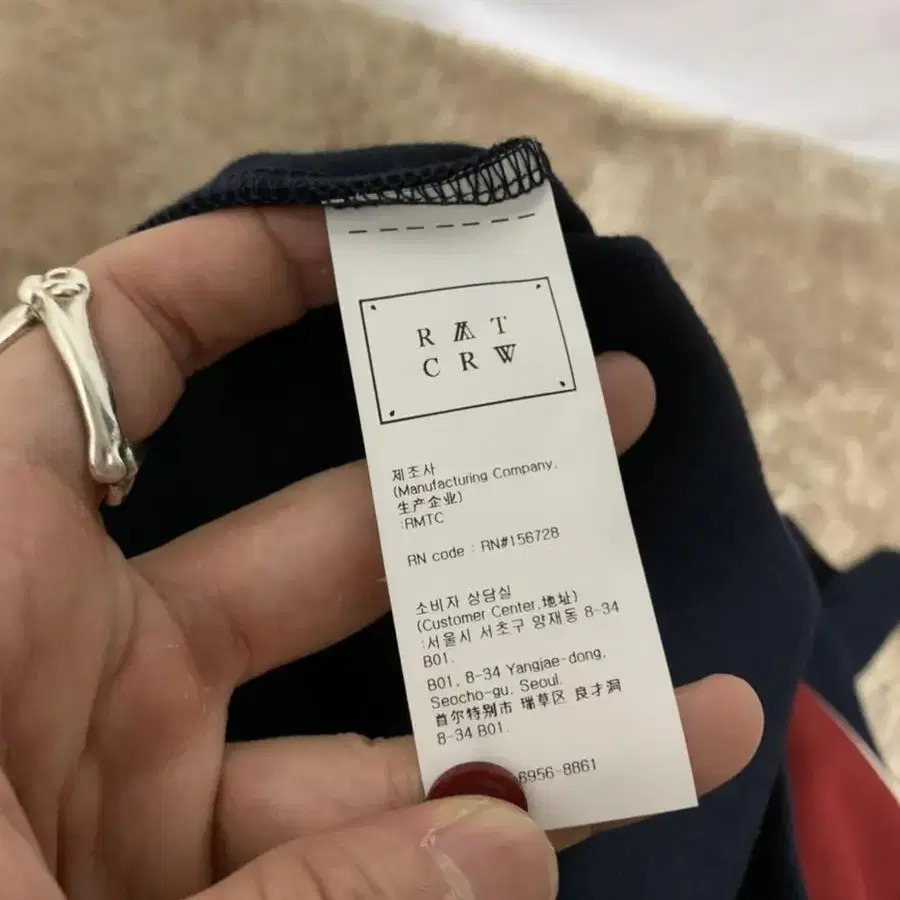 R A T
C R W
제조사
(Manufacturing Company,
生产企业)
:RMTC
RN code : RN#156728
소비자 상담실
(Customer Center,地址)
:서울시 서초구 양재동 8-34
B01.
B01, 8-34 Yangjae-dong,
Seocho-gu, Seoul.
首尔特别市 瑞草区 良才洞
8-34 B01.
6956-8861